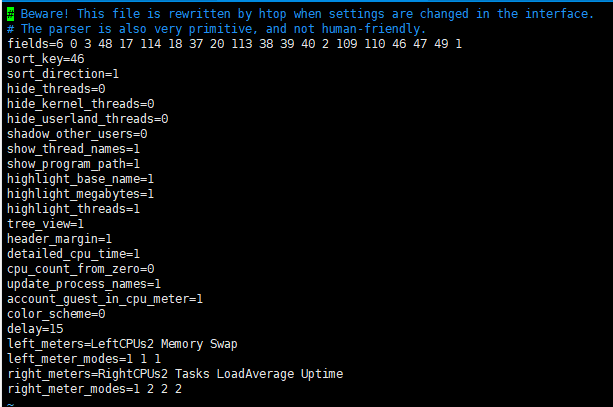 # Beware! This file is rewritten by htop when settings are changed in the interface.
# The parser is also very primitive, and not human-friendly.
fields=6 0 3 48 17 114 18 37 20 113 38 39 40 2 109 110 46 47 49 1
sort_key=46
sort_direction=1
hide_threads=0
hide_kernel_threads=0
hide_userland_threads=0
shadow_other_users=0
show_thread_names=1
show_program_path=1
highlight_base_name=1
highlight_megabytes=1
highlight_threads=1
tree_view=1
header_margin=1
detailed_cpu_time=1
cpu_count_from_zero=0
update_process_names=1
account_guest_in_cpu_meter=1
color_scheme=0
delay=15
left_meters=LeftCPUs2 Memory Swap
left_meter_modes=1 1 1
right_meters=RightCPUs2 Tasks LoadAverage Uptime
right_meter_modes=1 2 2 2
~